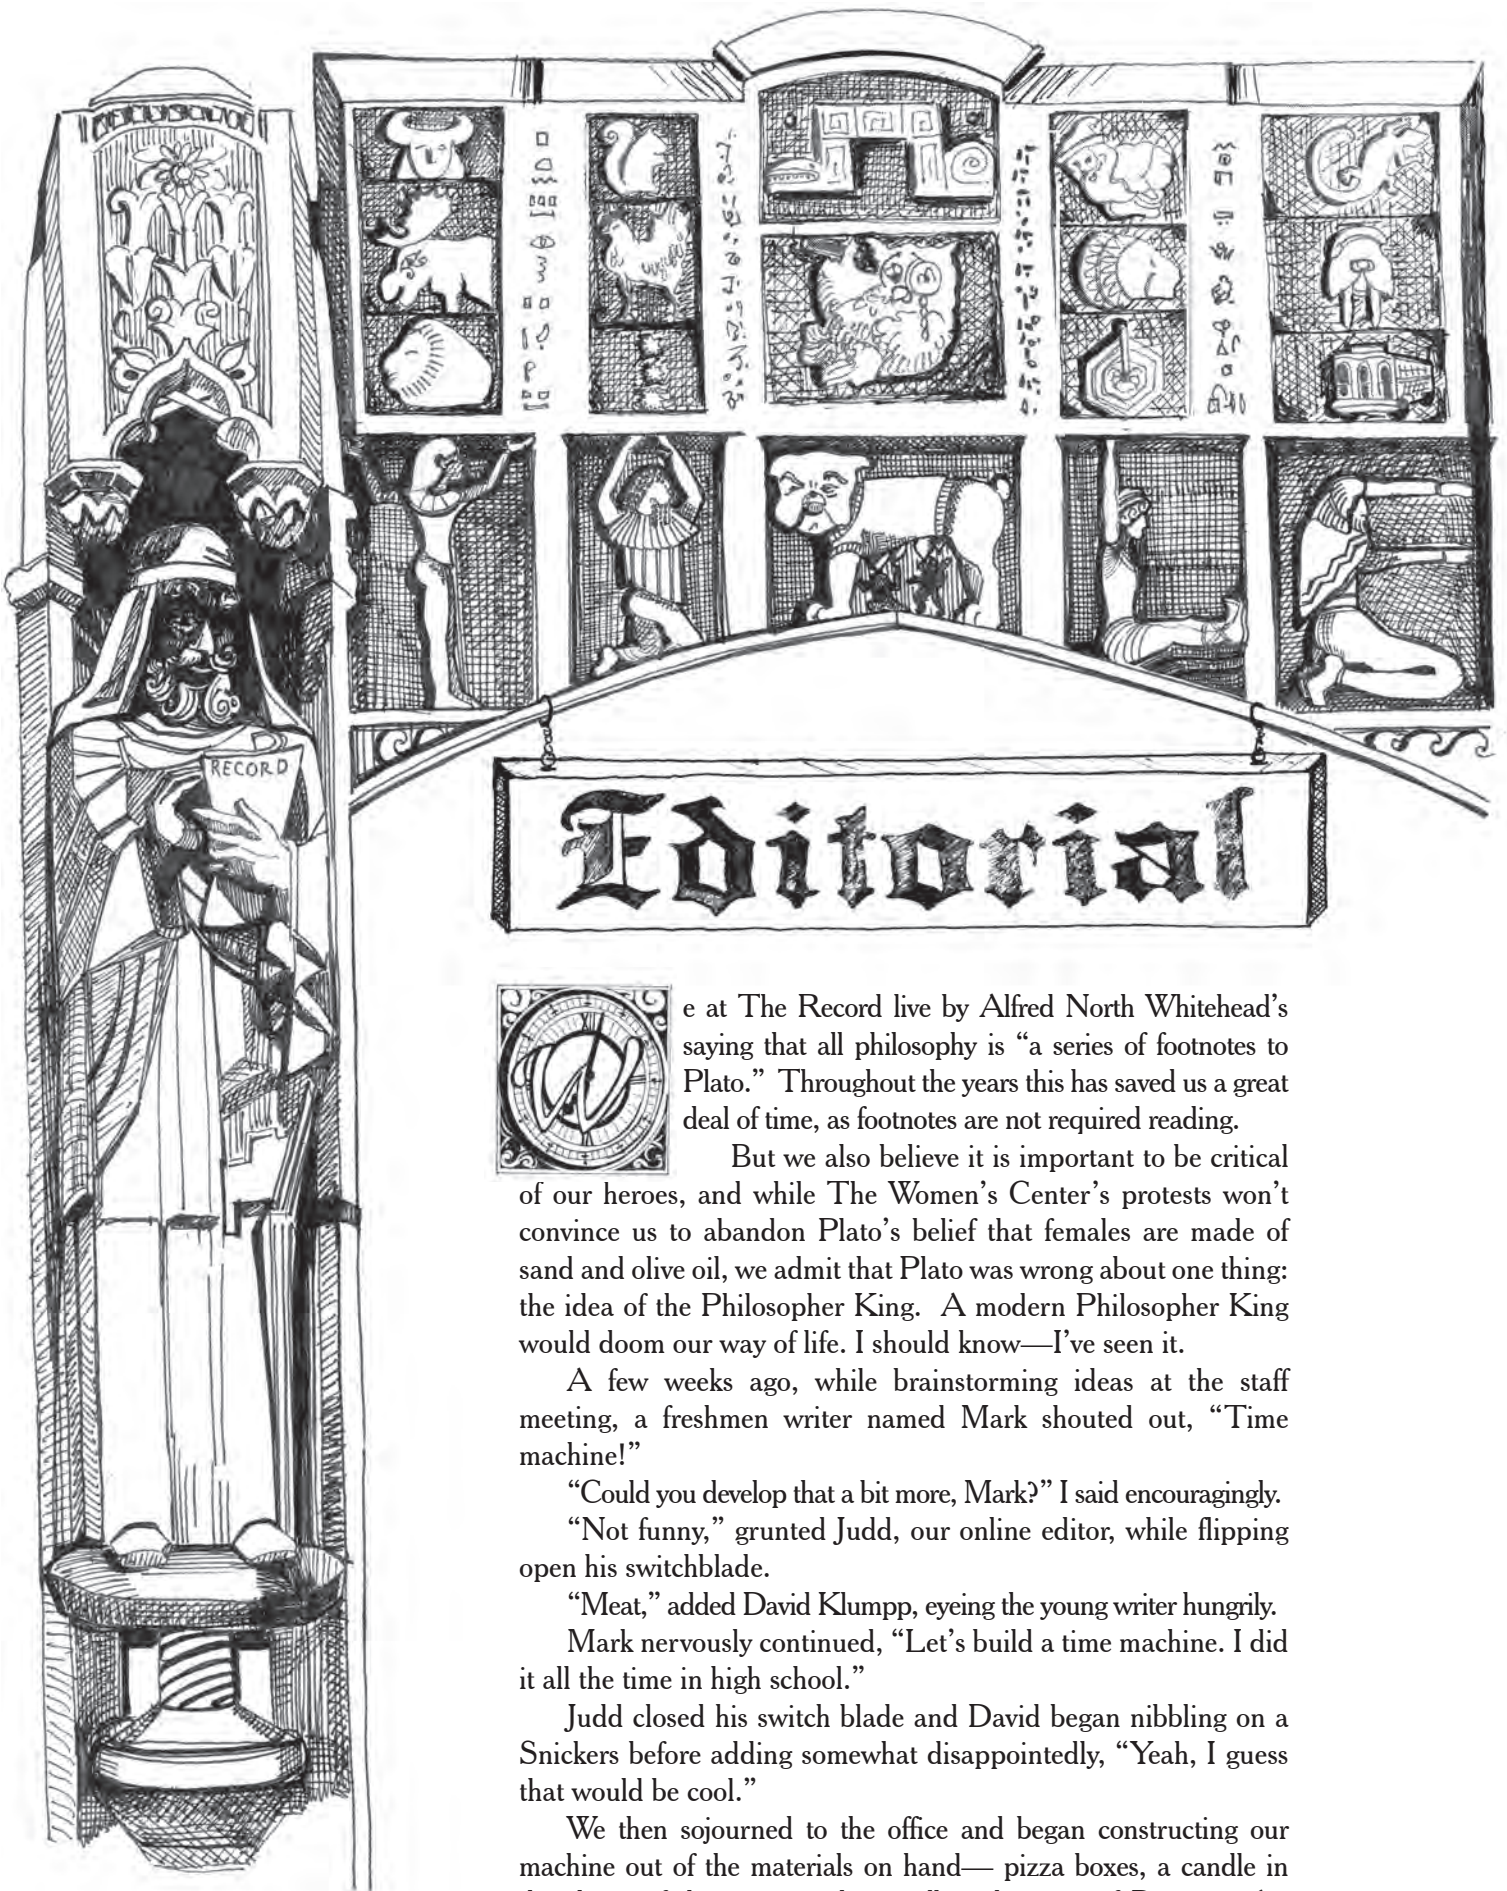 RECORD
Editorial
We at The Record live by Alfred North Whitehead’s
saying that all philosophy is “a series of footnotes to
Plato.” Throughout the years this has saved us a great
deal of time, as footnotes are not required reading.
But we also believe it is important to be critical
of our heroes, and while The Women’s Center’s protests won’t
convince us to abandon Plato’s belief that females are made of
sand and olive oil, we admit that Plato was wrong about one thing:
the idea of the Philosopher King. A modern Philosopher King
would doom our way of life. I should know—I’ve seen it.
A few weeks ago, while brainstorming ideas at the staff
meeting, a freshmen writer named Mark shouted out, “Time
machine!”
“Could you develop that a bit more, Mark?” I said encouragingly.
“Not funny,” grunted Judd, our online editor, while flipping
open his switchblade.
“Meat,” added David Klumpp, eyeing the young writer hungrily.
Mark nervously continued, “Let’s build a time machine. I did
it all the time in high school.”
Judd closed his switch blade and David began nibbling on a
Snickers before adding somewhat disappointedly, “Yeah, I guess
that would be cool.”
We then sojourned to the office and began constructing our
machine out of the materials on hand— pizza boxes, a candle in